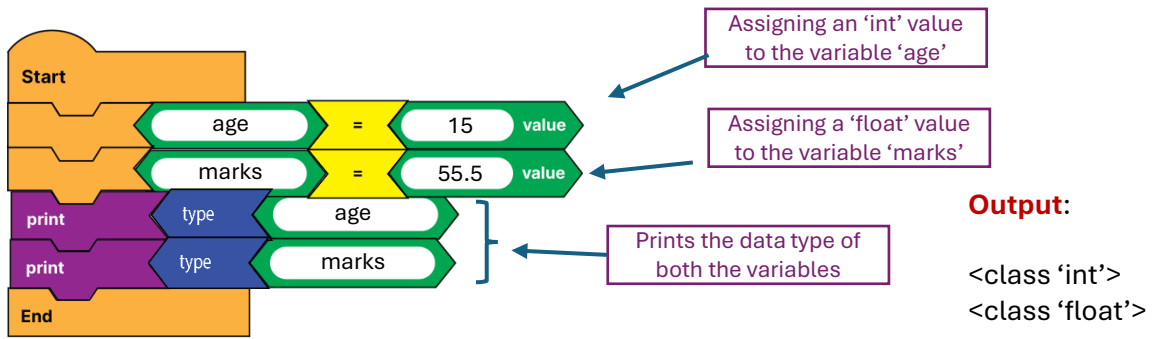 Assigning an ‘int’ value
to the variable ‘age’
Start
age = 15 value
Assigning a ‘float’ value
to the variable ‘marks’
marks = 55.5 value
print type age
print type marks
Prints the data type of
both the variables
End
Output:
<class ‘int’>
<class ‘float’>